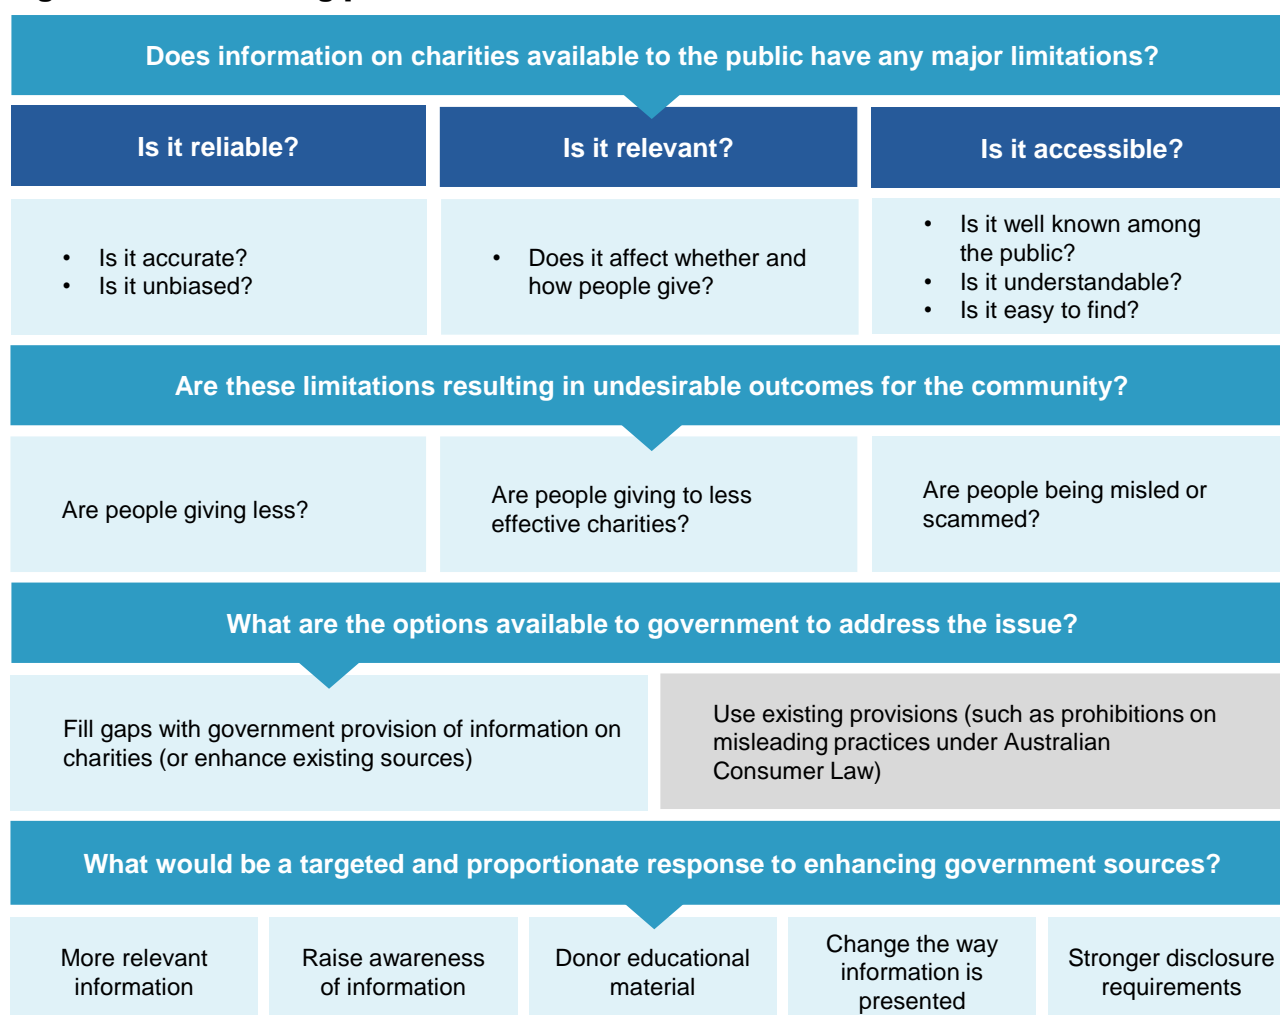 Does information on charities available to the public have any major limitations?
Is it reliable?
Is it relevant?
Is it accessible?
• Is it accurate?
• Is it unbiased?
• Does it affect whether and
how people give?
• Is it well known among
the public?
• Is it understandable?
• Is it easy to find?
Are these limitations resulting in undesirable outcomes for the community?
Are people giving less?
Are people giving to less
effective charities?
Are people being misled or
scammed?
What are the options available to government to address the issue?
Fill gaps with government provision of information on
charities (or enhance existing sources)
Use existing provisions (such as prohibitions on
misleading practices under Australian
Consumer Law)
What would be a targeted and proportionate response to enhancing government sources?
More relevant
information
Raise awareness
of information
Donor educational
material
Change the way
information is
presented
Stronger disclosure
requirements